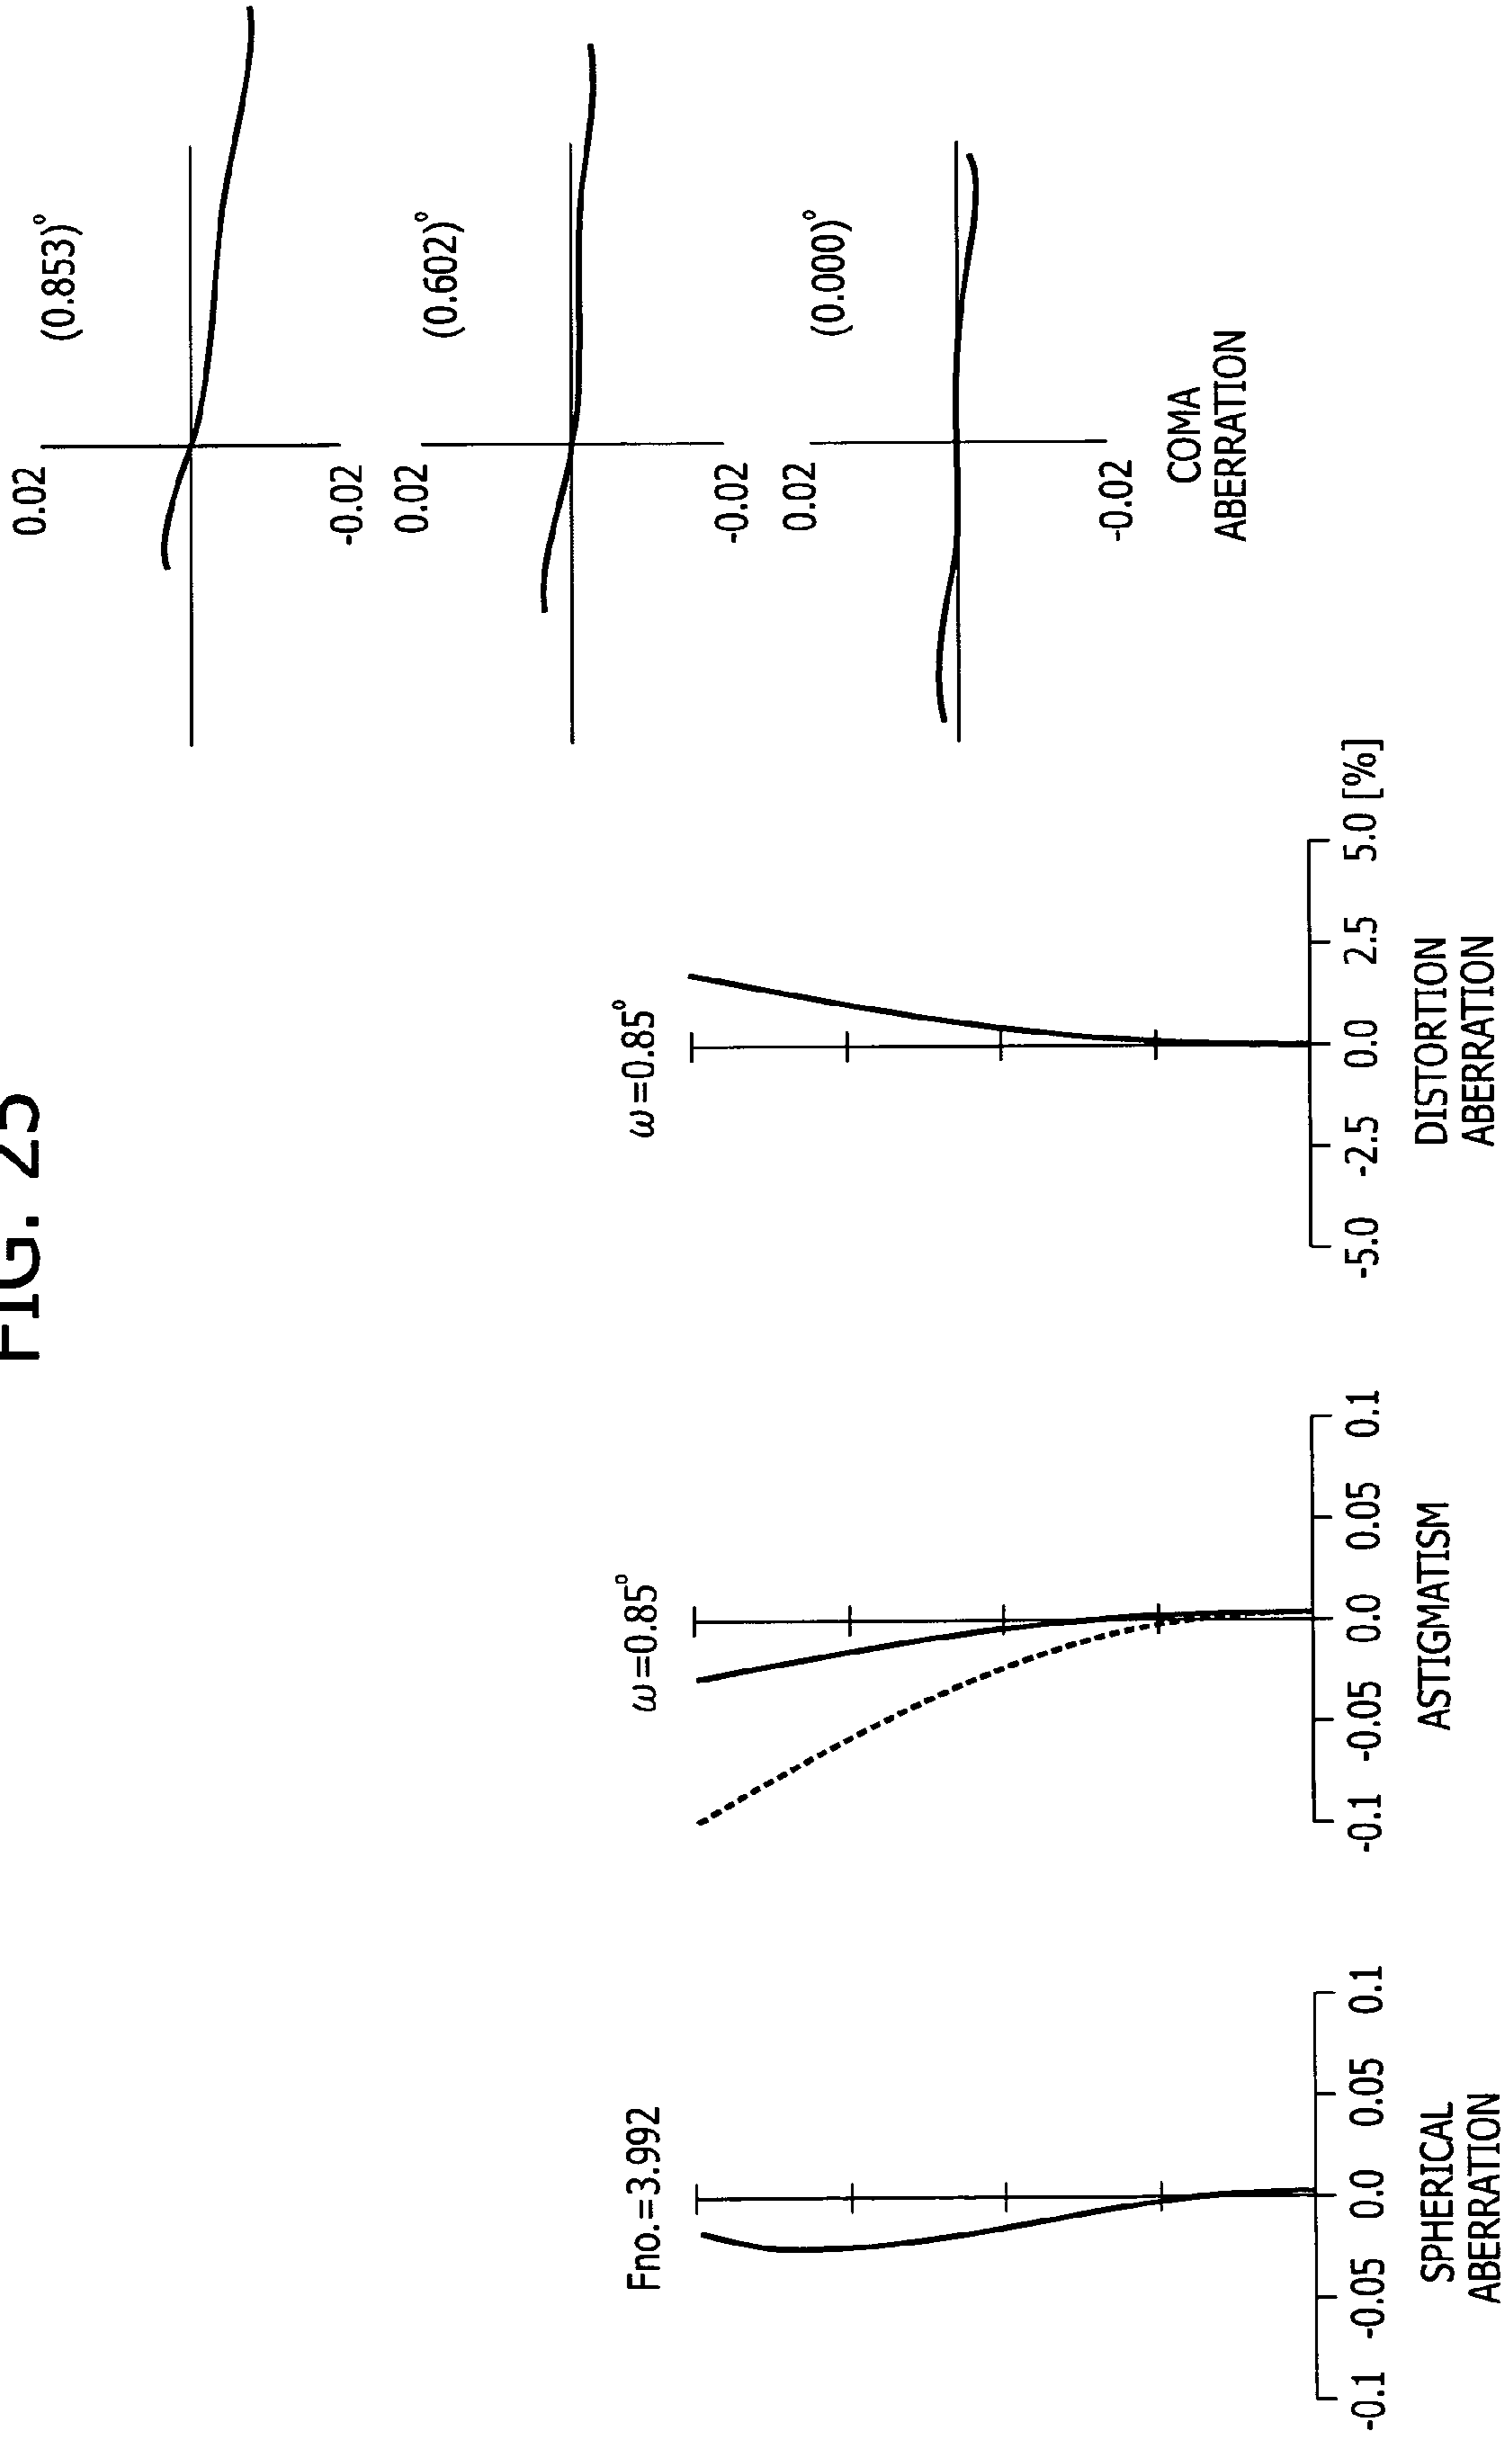 FIG. 25
Fno.=3.992
-0.1 -0.05 0.0 0.05 0.1
SPHERICAL
ABERRATION
ω=0.85°
-0.1 -0.05 0.0 0.05 0.1
ASTIGMATISM
ω=0.85°
-5.0 -2.5 0.0 2.5 5.0 [%]
DISTORTION
ABERRATION
0.02
(0.853)°
-0.02
0.02
(0.602)°
-0.02
0.02
(0.000)°
-0.02
COMA
ABERRATION